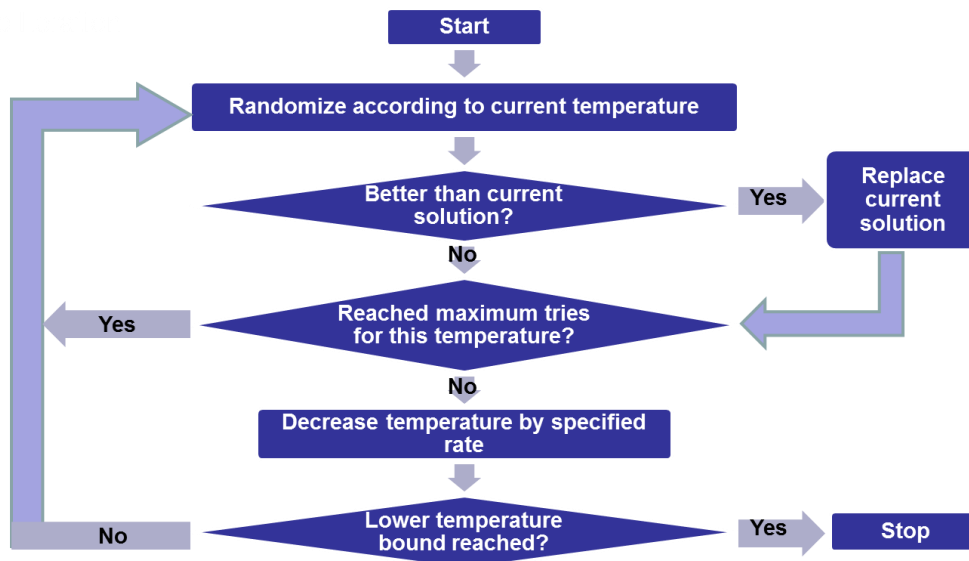 Start
Randomize according to current temperature
Better than current
solution?
Yes
Replace
current
solution
No
Reached maximum tries
for this temperature?
Yes
No
Decrease temperature by specified
rate
Lower temperature
bound reached?
No
Yes
Stop